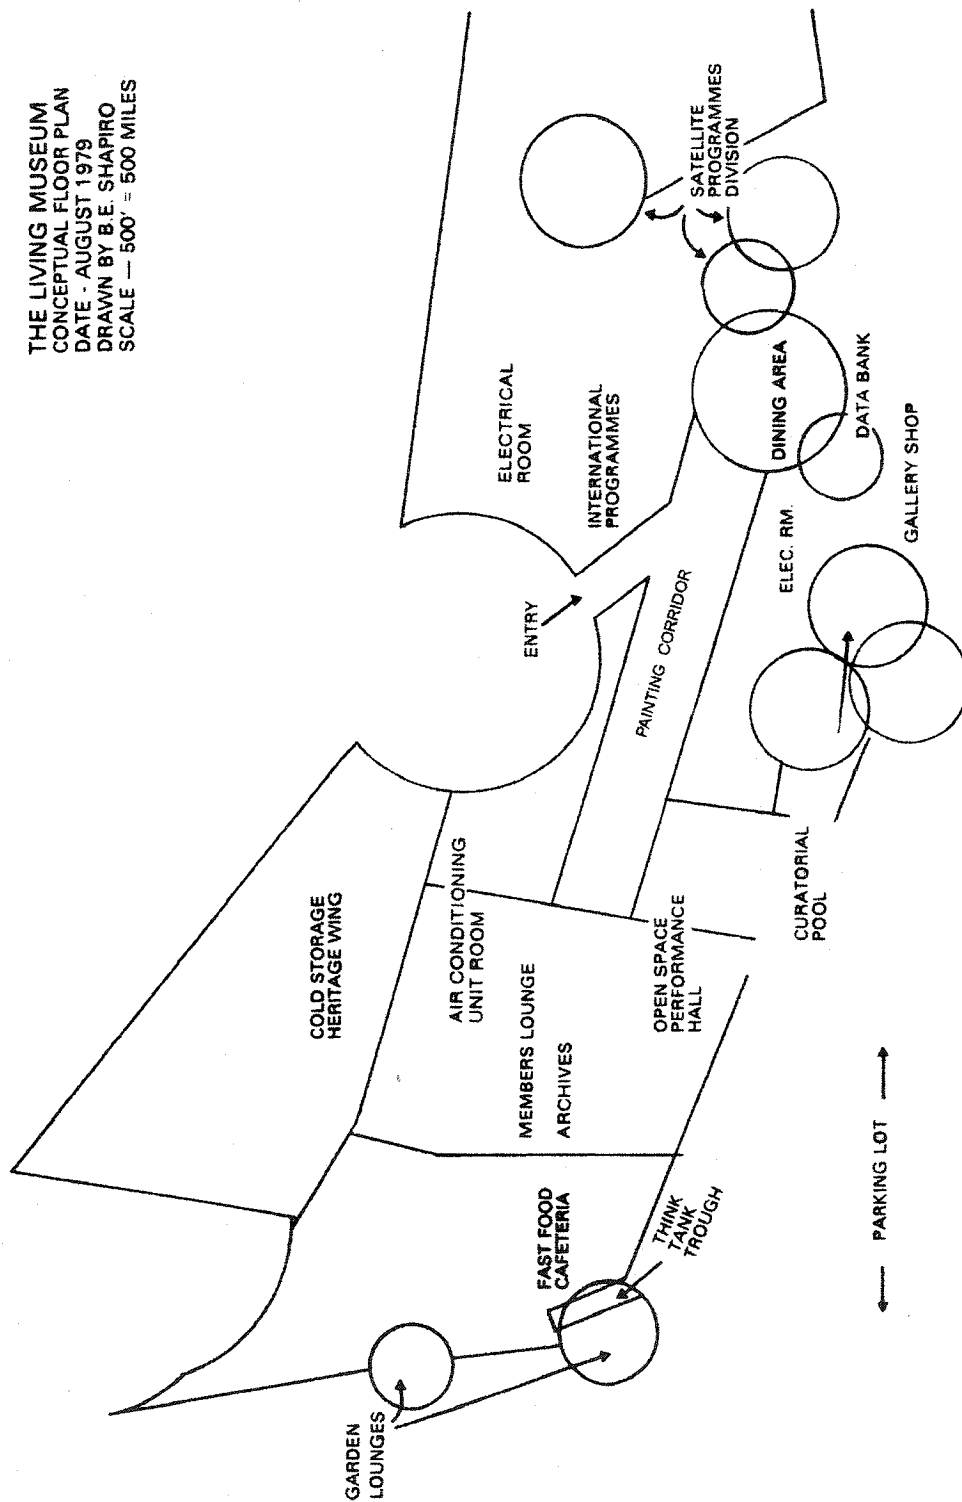 THE LIVING MUSEUM
CONCEPTUAL FLOOR PLAN
DATE - AUGUST 1979
DRAWN BY B.E. SHAPIRO
SCALE — 500' = 500 MILES
GARDEN
LOUNGES
COLD STORAGE
HERITAGE WING
AIR CONDITIONING
UNIT ROOM
MEMBERS LOUNGE
ARCHIVES
FAST FOOD
CAFETERIA
THINK
TANK
TROUGH
OPEN SPACE
PERFORMANCE
HALL
ENTRY
PAINTING CORRIDOR
ELECTRICAL
ROOM
INTERNATIONAL
PROGRAMMES
SATELLITE
PROGRAMMES
DIVISION
DINING AREA
DATA BANK
ELEC. RM.
GALLERY SHOP
CURATORIAL
POOL
PARKING LOT